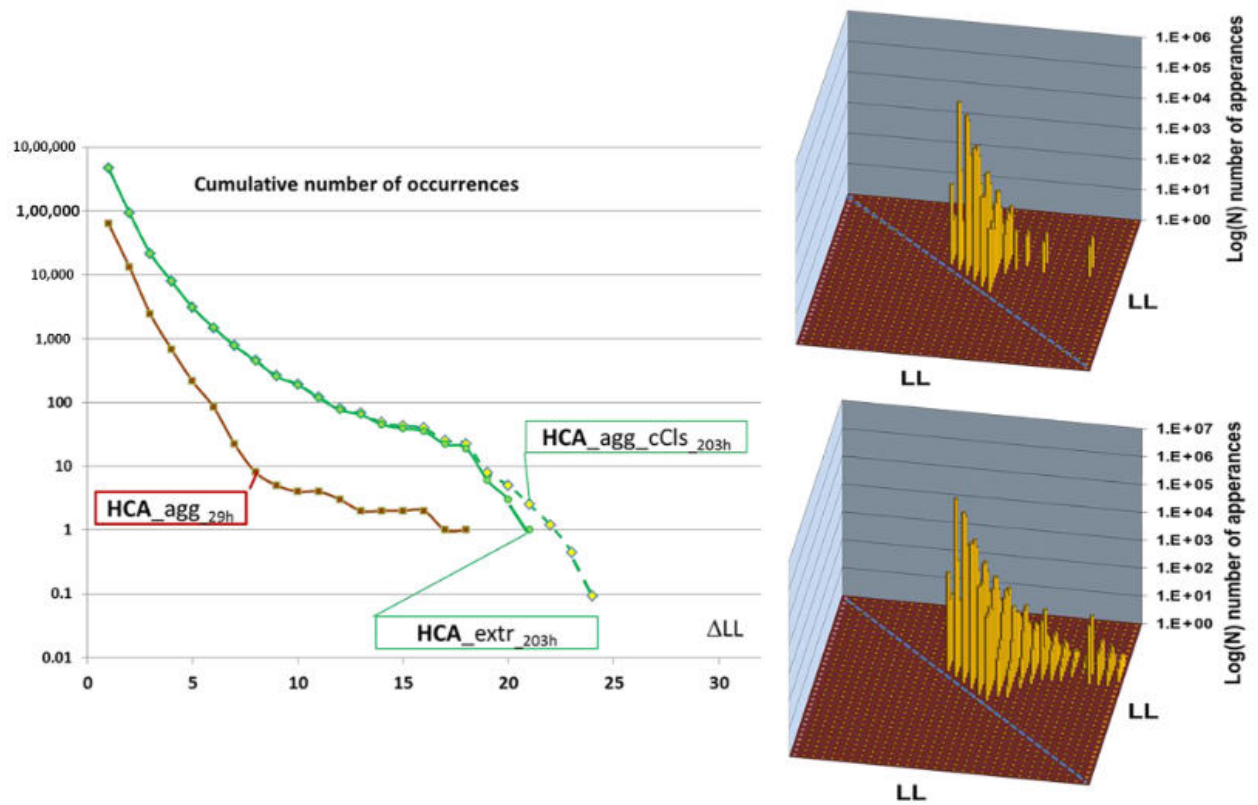 Cumulative number of occurrences
10,00,000
1,00,000
10,000
1,000
100
10
1
0.1
0.01
0 5 10 15 20 25 30
ΔLL
HCA_agg_29h
HCA_agg_cCls_203h
HCA_extr_203h
1.E + 06
1.E + 05
1.E + 04
1.E + 03
1.E + 02
1.E + 01
1.E + 00
Log(N) number of apperances
LL
LL
1.E + 07
1.E + 06
1.E + 05
1.E + 04
1.E + 03
1.E + 02
1.E + 01
1.E + 00
Log(N) number of apperences
LL
LL